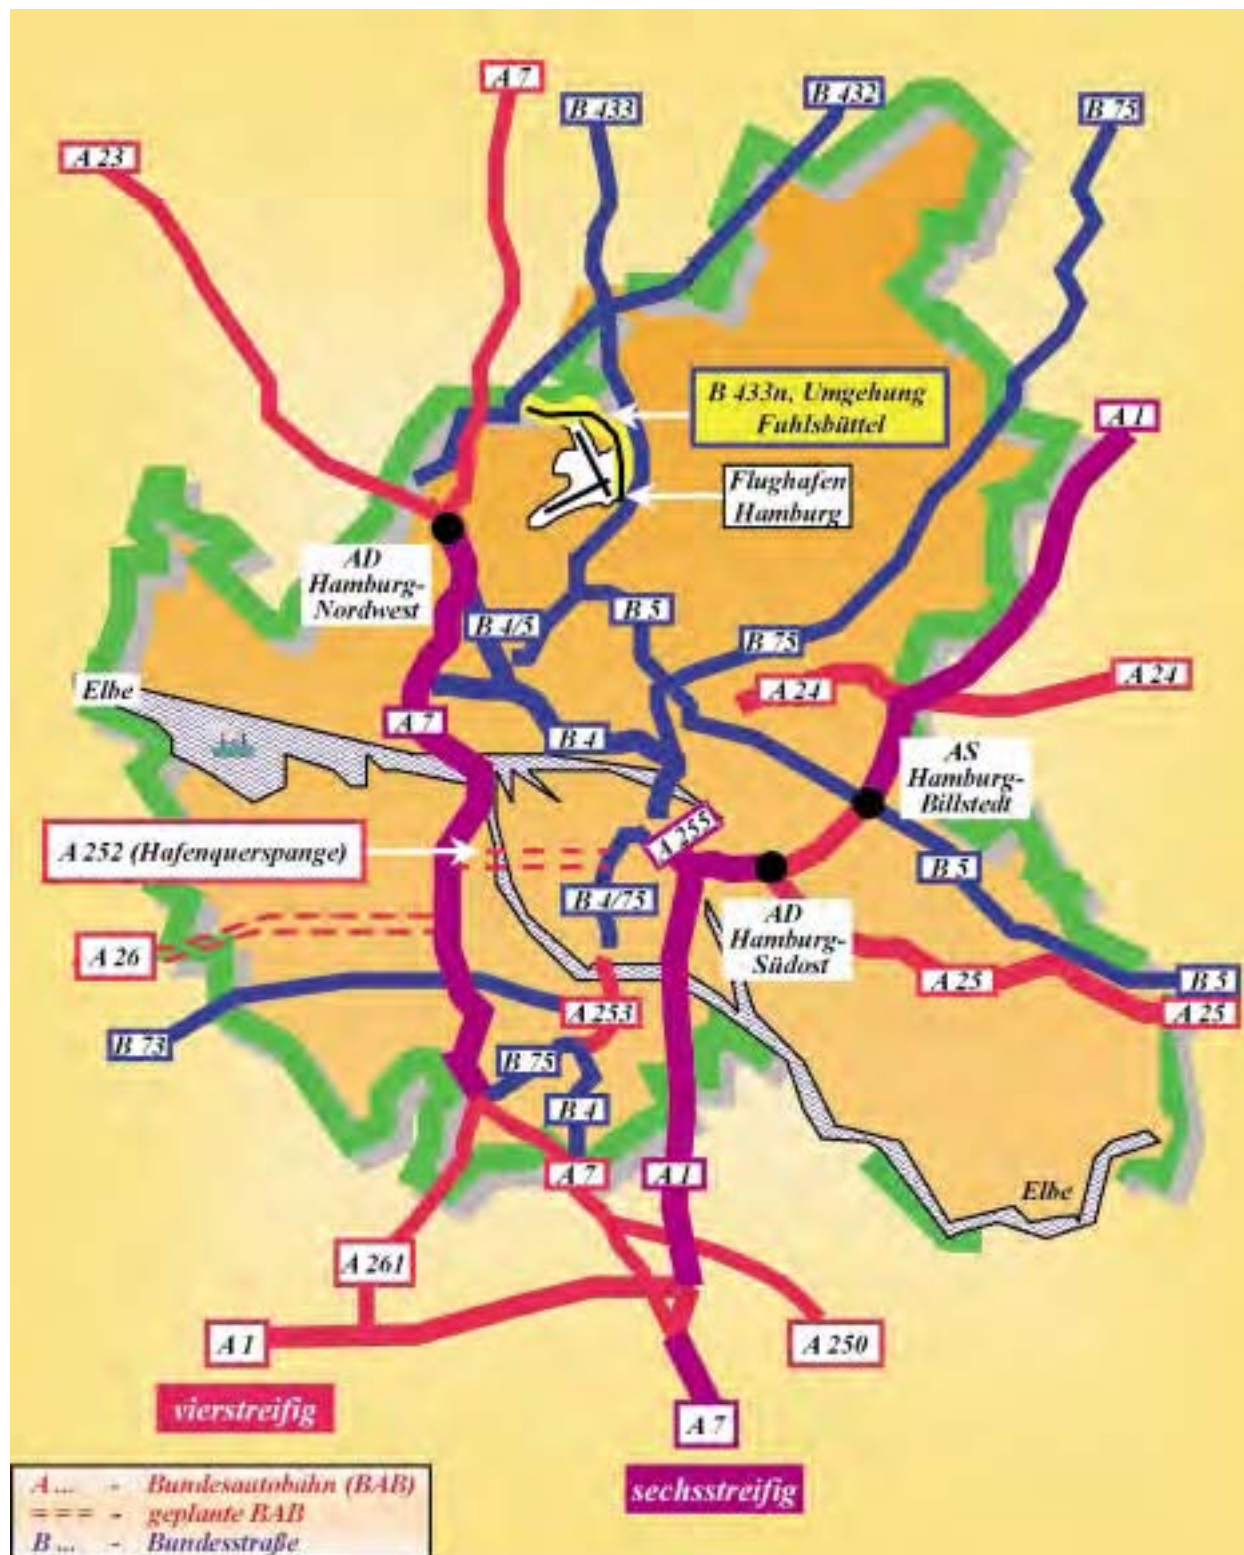 A 7
B 433
B 432
B 75
A 23
B 433n, Umgehung
Fuhlsbüttel
A 1
Flughafen
Hamburg
AD
Hamburg-
Nordwest
B 4/5
B 5
B 75
A 24
A 24
Elbe
A 7
B 4
AS
Hamburg-
Billstedt
A 255
A 252 (Hafenquerspange)
B 5
B 4/75
AD
Hamburg-
Südost
A 26
A 25
B 5
A 253
A 25
B 73
B 75
B 4
A 7
A 1
Elbe
A 261
A 1
A 250
vierstreifig
A 7
sechsstreifig
A ... - Bundesautobahn (BAB)
=== - geplante BAB
B ... - Bundesstraße